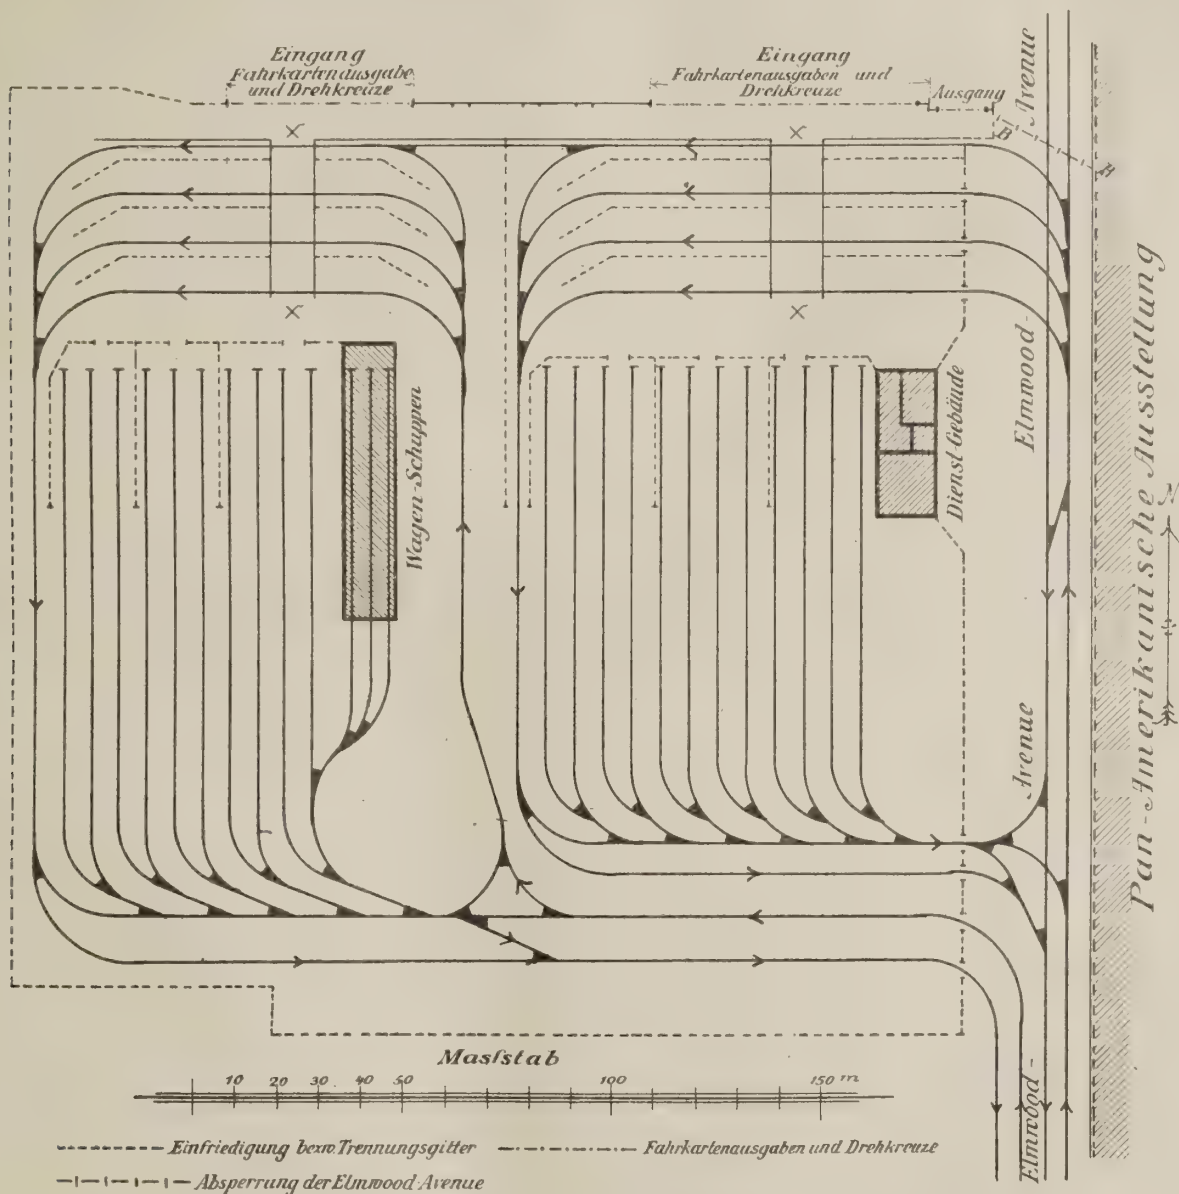 Eingang
Fahrkartenausgabe
und Drehkreuze
Eingang
Fahrkartenausgaben und
Drehkreuze
Ausgang
B
B
Elmwood-
Avenue
Wagen-Schuppen
Dienst-Gebäude
Pan-Amerikanische Ausstellung
N
Elmwood-
Avenue
Massstab
10 20 30 40 50 100 150 m
Einfriedigung bezw. Trennungsgitter
Fahrkartenausgaben und Drehkreuze
Absperrung der Elmwood-Avenue